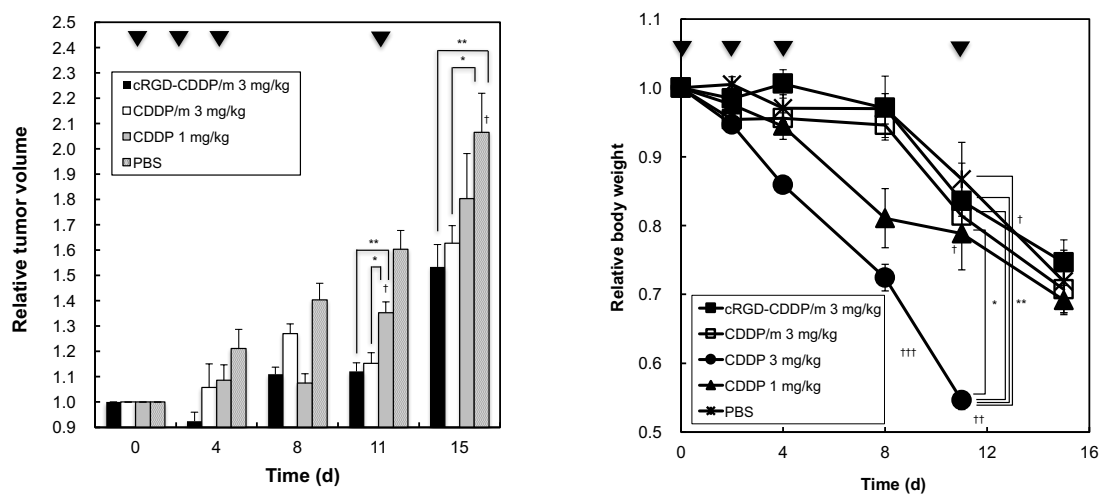 2.5
2.4
2.3
2.2
2.1
2.0
1.9
1.8
1.7
1.6
1.5
1.4
1.3
1.2
1.1
1.0
0.9
Relative tumor volume
cRGD-CDDP/m 3 mg/kg
CDDP/m 3 mg/kg
CDDP 1 mg/kg
PBS
**
*
†
**
*
†
0 4 8 11 15
Time (d)
1.0
0.9
0.8
0.7
0.6
0.5
Relative body weight
†
†
* **
cRGD-CDDP/m 3 mg/kg
CDDP/m 3 mg/kg
CDDP 3 mg/kg
CDDP 1 mg/kg
PBS
†††
††
0 4 8 12 16
Time (d)